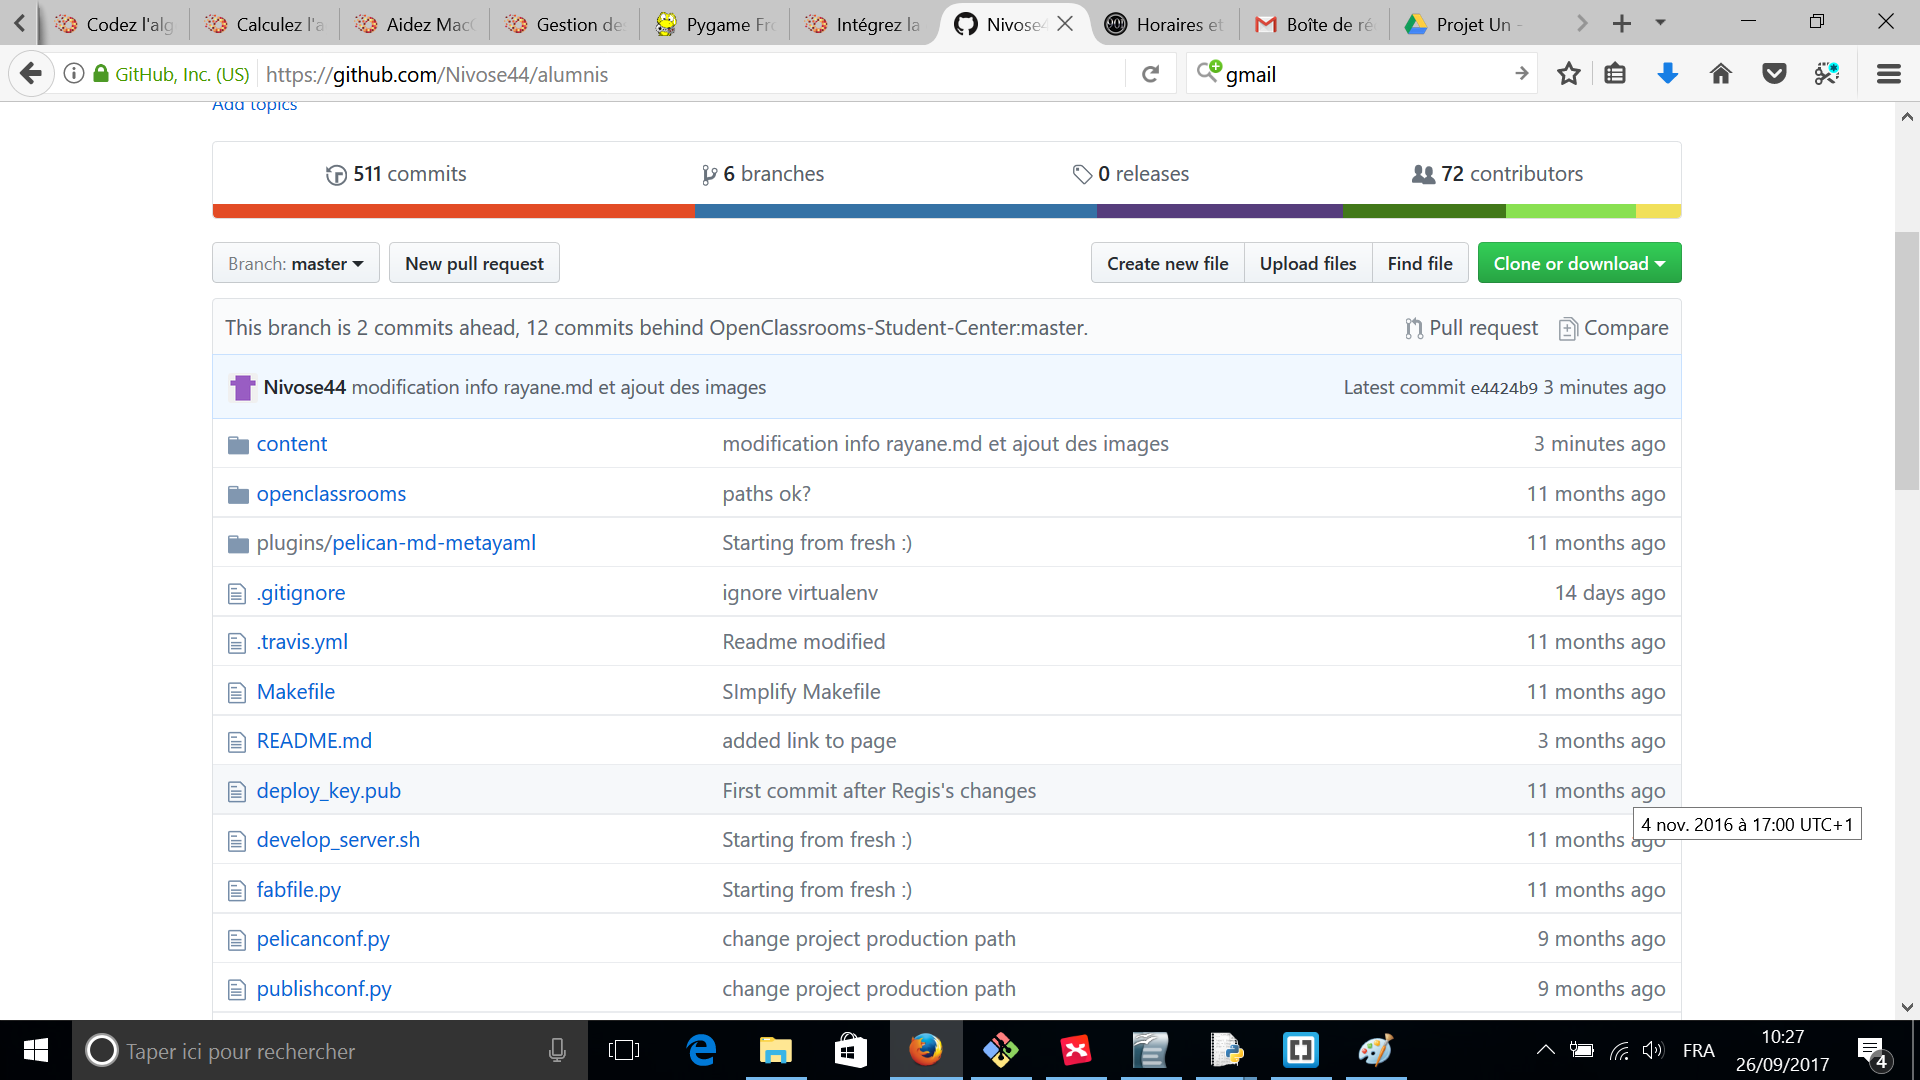 Codez l'alg
Calculez l'a
Aidez Mac
Gestion de
Pygame Fr
Intégrez la
Nivose4
Horaires et
Boîte de ré
Projet Un -
GitHub, Inc. (US)
https://github.com/Nivose44/alumnis
gmail
Add topics
511 commits
6 branches
0 releases
72 contributors
Branch: master
New pull request
Create new file
Upload files
Find file
Clone or download
This branch is 2 commits ahead, 12 commits behind OpenClassrooms-Student-Center:master.
Pull request
Compare
Nivose44 modification info rayane.md et ajout des images
Latest commit e4424b9 3 minutes ago
content modification info rayane.md et ajout des images 3 minutes ago
openclassrooms paths ok? 11 months ago
plugins/pelican-md-metayaml Starting from fresh :) 11 months ago
.gitignore ignore virtualenv 14 days ago
.travis.yml Readme modified 11 months ago
Makefile SImplify Makefile 11 months ago
README.md added link to page 3 months ago
deploy_key.pub First commit after Regis's changes 11 months ago
4 nov. 2016 à 17:00 UTC+1
develop_server.sh Starting from fresh :) 11 months ago
fabfile.py Starting from fresh :) 11 months ago
pelicanconf.py change project production path 9 months ago
publishconf.py change project production path 9 months ago
Taper ici pour rechercher
FRA
10:27
26/09/2017
4